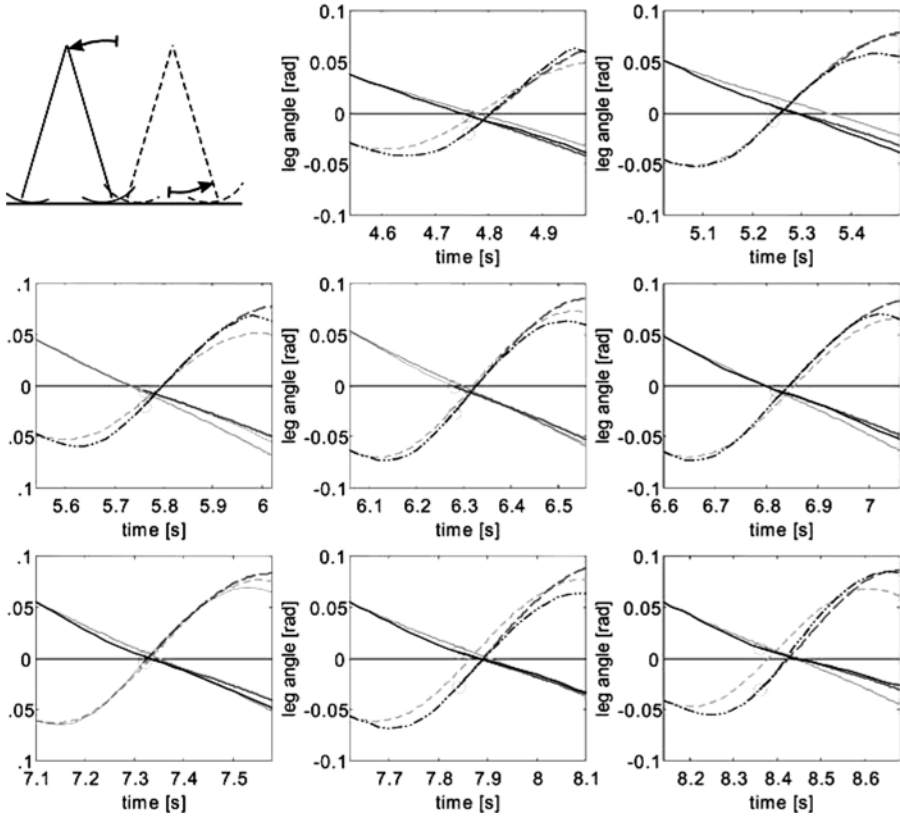 0.1
0.05
0
-0.05
-0.1
leg angle [rad]
4.6 4.7 4.8 4.9
time [s]
0.1
0.05
0
-0.05
-0.1
leg angle [rad]
5.1 5.2 5.3 5.4
time [s]
.1
.05
0
.05
.1
5.6 5.7 5.8 5.9 6
time [s]
0.1
0.05
0
-0.05
-0.1
leg angle [rad]
6.1 6.2 6.3 6.4 6.5
time [s]
0.1
0.05
0
-0.05
-0.1
leg angle [rad]
6.6 6.7 6.8 6.9 7
time [s]
.1
.05
0
.05
.1
7.1 7.2 7.3 7.4 7.5
time [s]
0.1
0.05
0
-0.05
-0.1
leg angle [rad]
7.7 7.8 7.9 8 8.1
time [s]
0.1
0.05
0
-0.05
-0.1
leg angle [rad]
8.2 8.3 8.4 8.5 8.6
time [s]